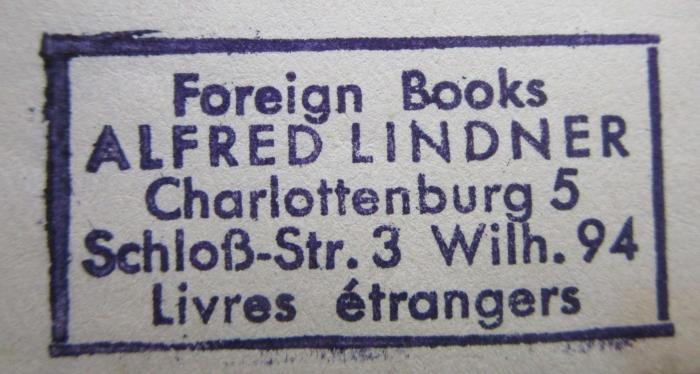 Foreign Books
ALFRED LINDNER
Charlottenburg 5
Schloß-Str. 3 Wilh. 94
Livres étrangers